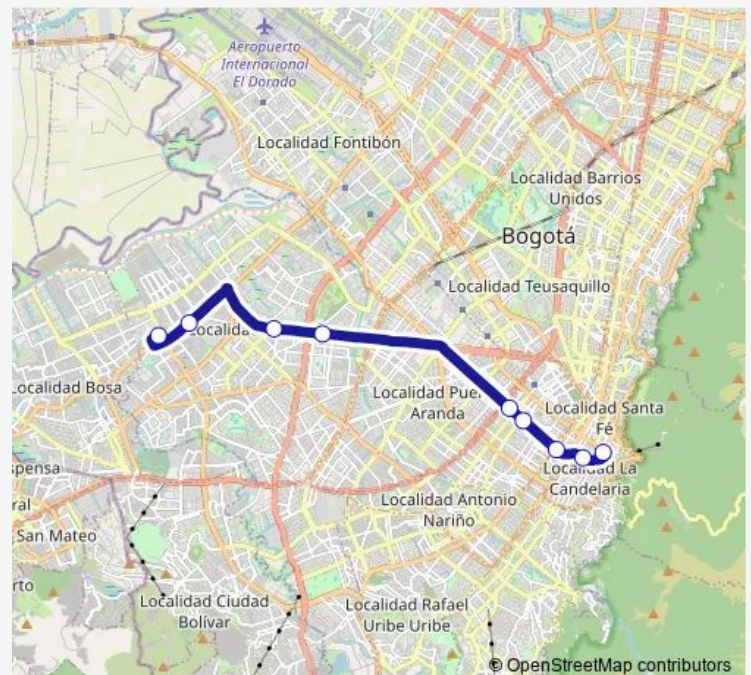 Aeropuerto
Internacional
El Dorado
Localidad Fontibón
Localidad Barrios
Unidos
Bogotá
Localidad Teusaquillo
Localida
Localidad Bosa
Localidad Pue
Aranda
Localidad Santa
Fé
Localidad La
Candelaria
spensa
ral
San Mateo
Localidad Antonio
Nariño
rto
Localidad Ciudad
Bolívar
Localidad Rafael
Uribe Uribe
© OpenStreetMap contributors